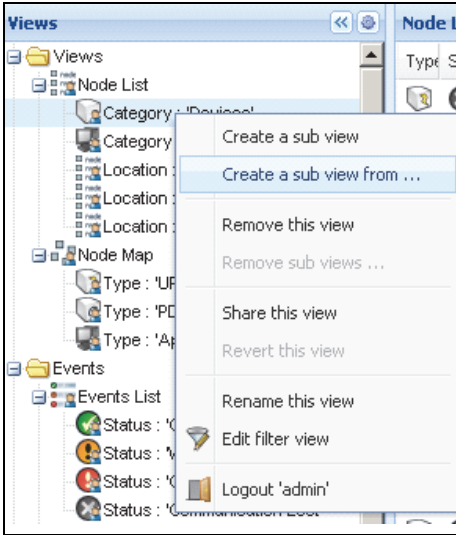 Views
Node L
Views
Type S
Node List
Category : 'Devices'
Create a sub view
Category
Location :
Create a sub view from ...
Location :
Location :
Remove this view
Node Map
Remove sub views ...
Type : 'UP
Type : 'PD
Share this view
Type : 'Ap
Revert this view
Events
Events List
Rename this view
Status : 'C
Edit filter view
Status : 'W
Status : 'C
Logout 'admin'
Status : 'Communication Lost'